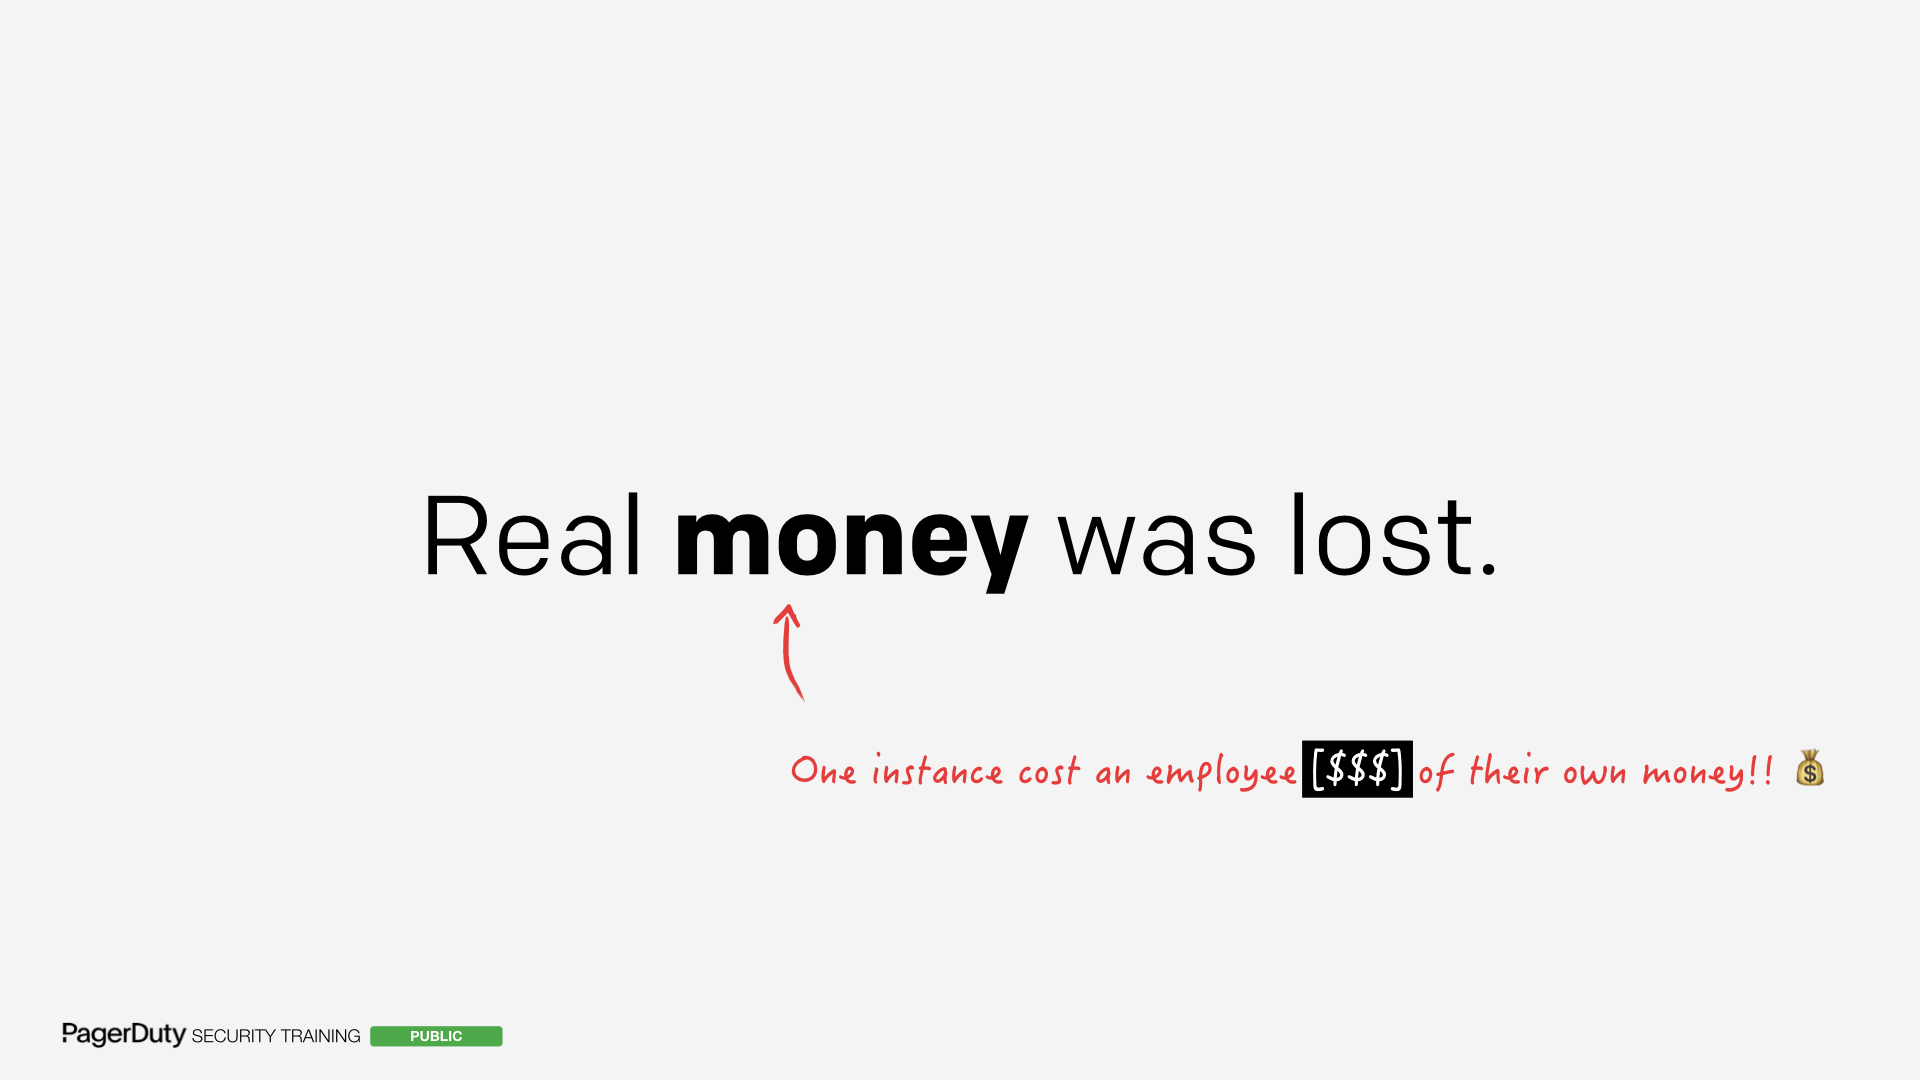 Real money was lost.
One instance cost an employee [$$$] of their own money!!
PagerDuty SECURITY TRAINING PUBLIC